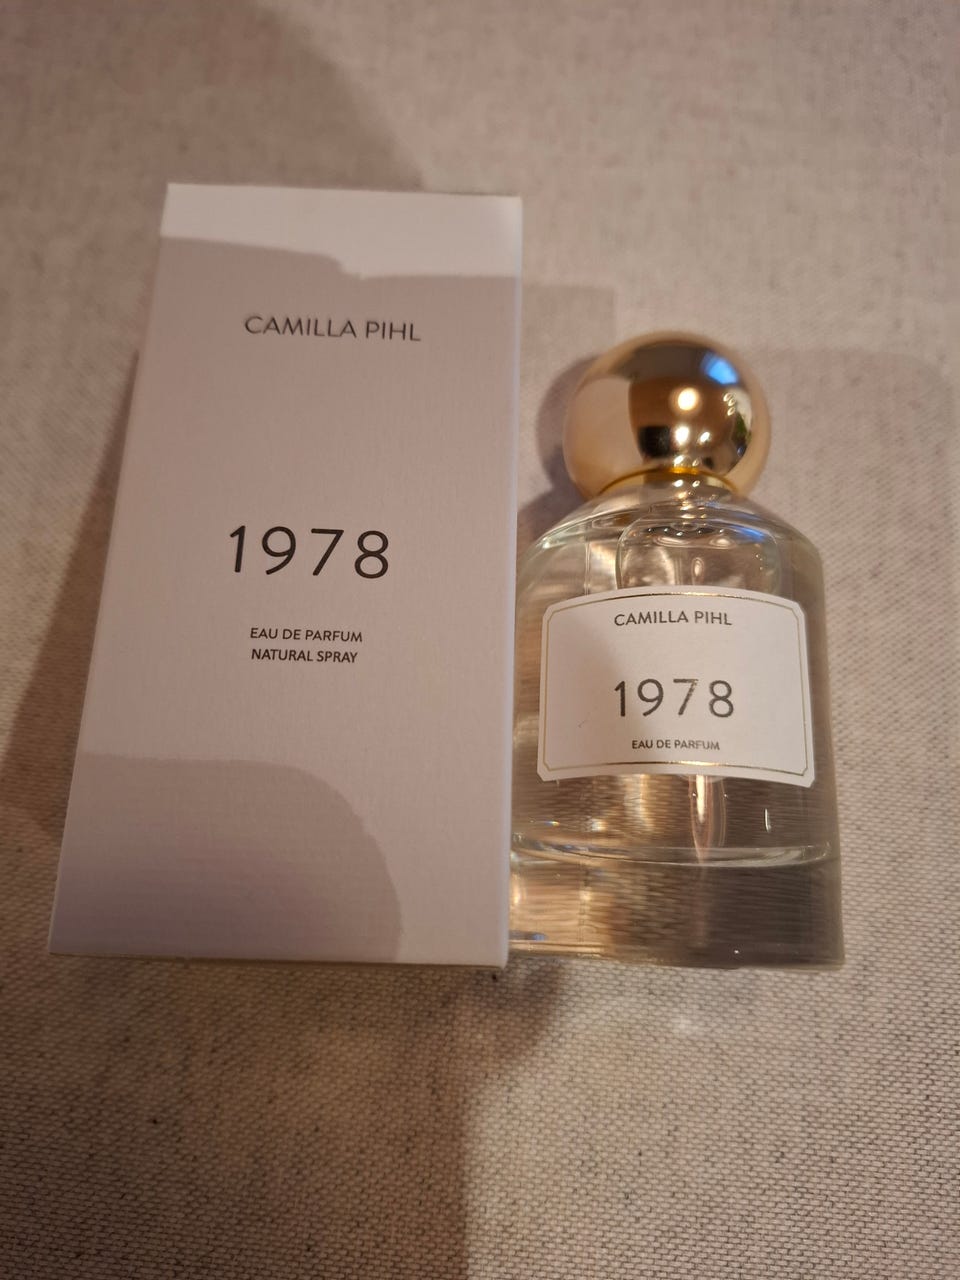 CAMILLA PIHL
1978
EAU DE PARFUM
NATURAL SPRAY
CAMILLA PIHL
1978
EAU DE PARFUM